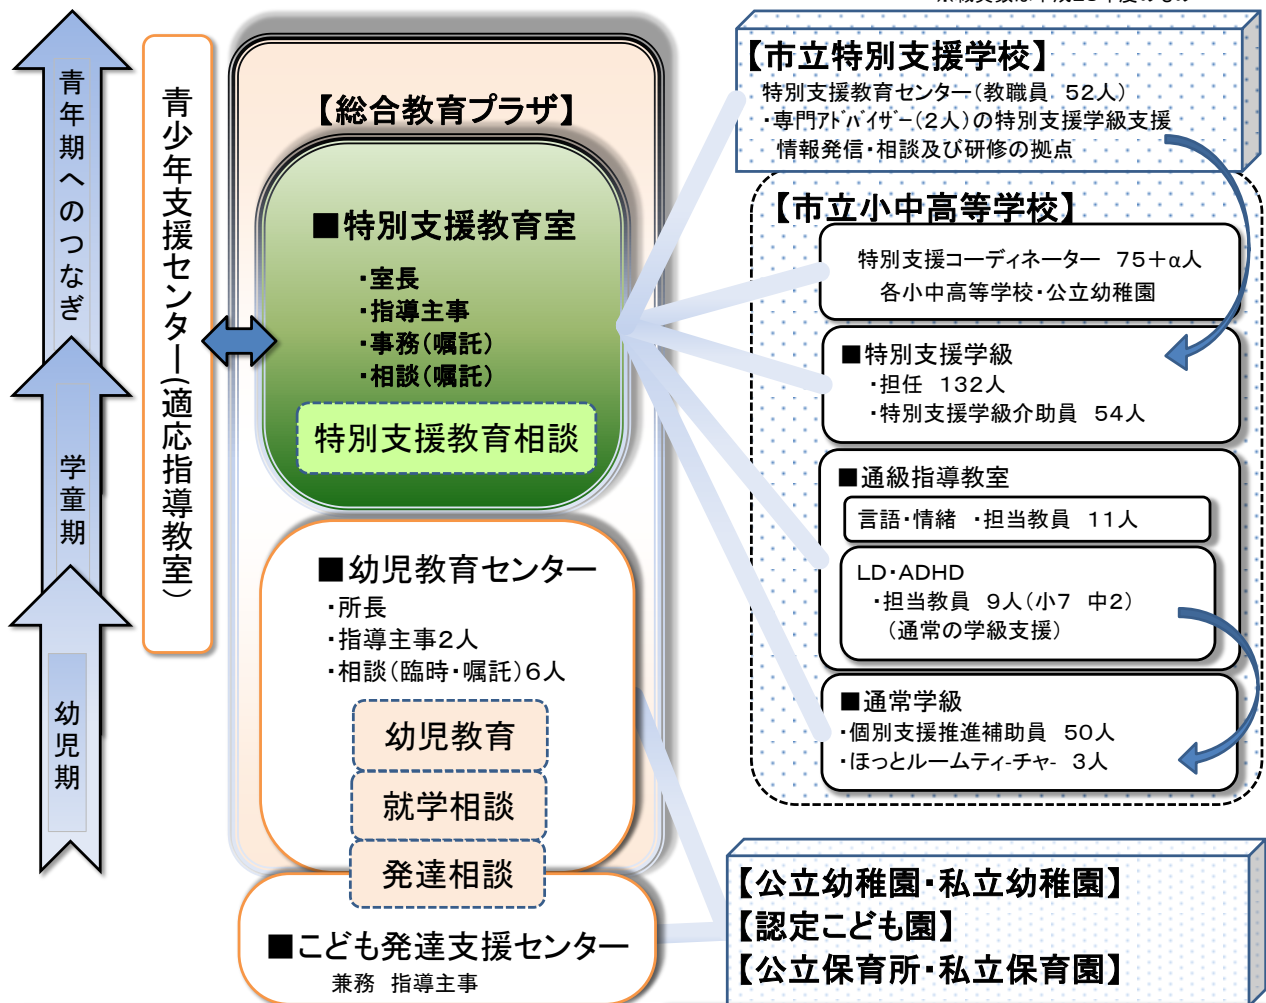 青年期へのつなぎ
学童期
幼児期
青少年支援センター(適応指導教室)
【総合教育プラザ】
■特別支援教育室
・室長
・指導主事
・事務(嘱託)
・相談(嘱託)
特別支援教育相談
■幼児教育センター
・所長
・指導主事2人
・相談(臨時・嘱託)6人
幼児教育
就学相談
発達相談
■こども発達支援センター
兼務 指導主事
【市立特別支援学校】
特別支援教育センター(教職員 52人)
・専門アドバイザー(2人)の特別支援学級支援
情報発信・相談及び研修の拠点
【市立小中高等学校】
特別支援コーディネーター 75+α人
各小中高等学校・公立幼稚園
■特別支援学級
・担任 132人
・特別支援学級介助員 54人
■通級指導教室
言語・情緒 ・担当教員 11人
LD・ADHD
・担当教員 9人(小7 中2)
(通常の学級支援)
■通常学級
・個別支援推進補助員 50人
・ほっとルームティ-チャ- 3人
【公立幼稚園・私立幼稚園】
【認定こども園】
【公立保育所・私立保育園】